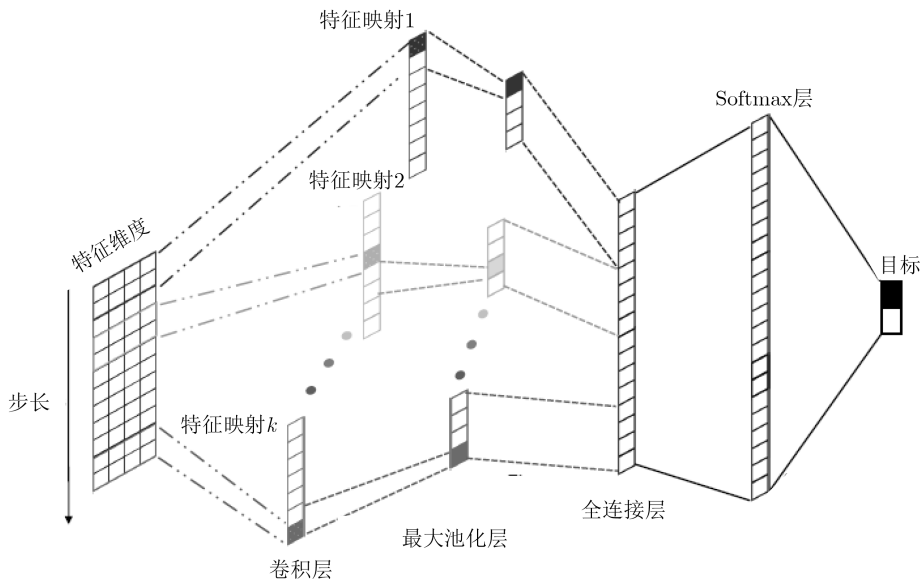 特征映射1
Softmax层
特征映射2
特征维度
目标
步长
特征映射k
全连接层
最大池化层
卷积层